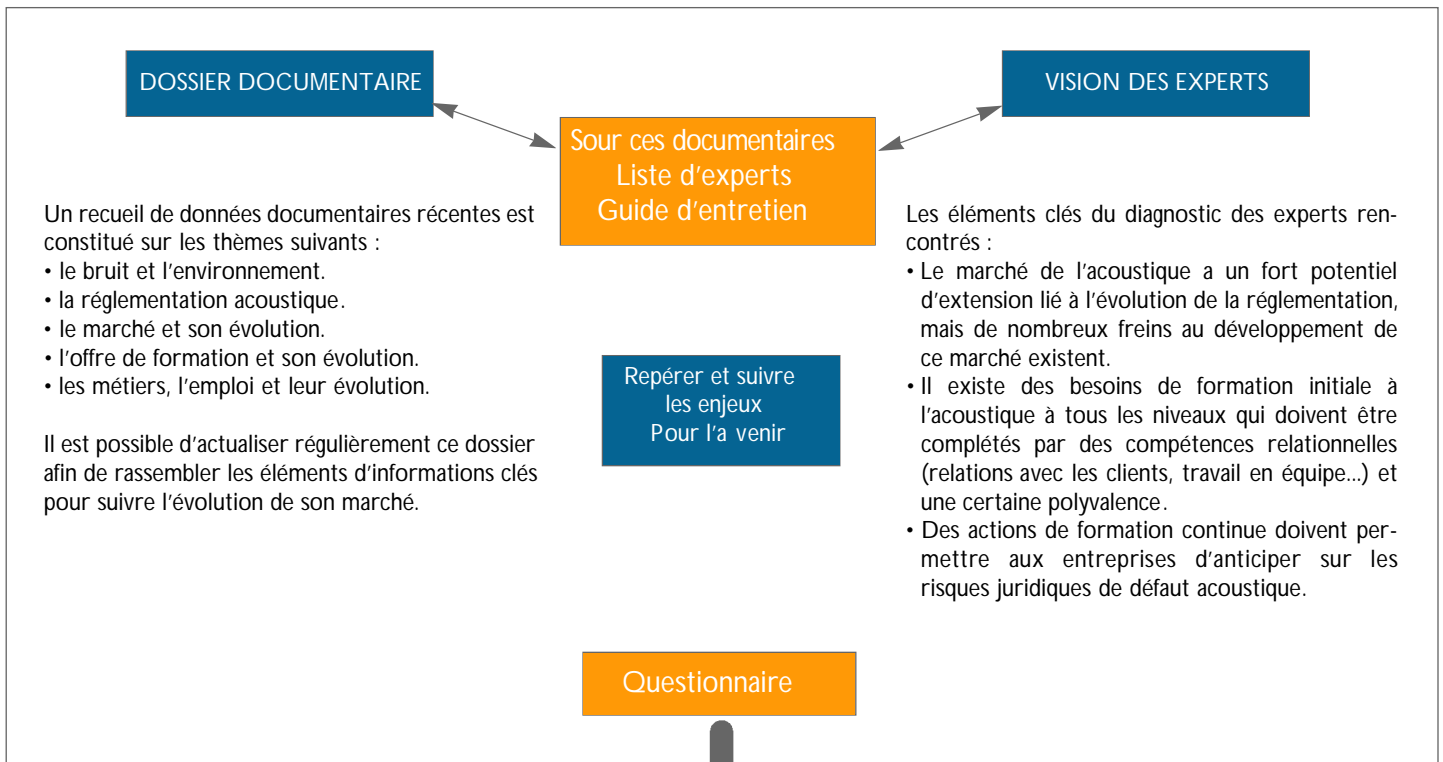 DOSSIER DOCUMENTAIRE
VISION DES EXPERTS
Sour ces documentaires
Liste d'experts
Guide d'entretien
Un recueil de données documentaires récentes est
constitué sur les thèmes suivants :
• le bruit et l'environnement.
• la réglementation acoustique.
• le marché et son évolution.
• l'offre de formation et son évolution.
• les métiers, l'emploi et leur évolution.
Il est possible d'actualiser régulièrement ce dossier
afin de rassembler les éléments d'informations clés
pour suivre l'évolution de son marché.
Repérer et suivre
les enjeux
Pour l'a venir
Les éléments clés du diagnostic des experts ren-
contrés :
• Le marché de l'acoustique a un fort potentiel
d'extension lié à l'évolution de la réglementation,
mais de nombreux freins au développement de
ce marché existent.
• Il existe des besoins de formation initiale à
l'acoustique à tous les niveaux qui doivent être
complétés par des compétences relationnelles
(relations avec les clients, travail en équipe...) et
une certaine polyvalence.
• Des actions de formation continue doivent per-
mettre aux entreprises d'anticiper sur les
risques juridiques de défaut acoustique.
Questionnaire